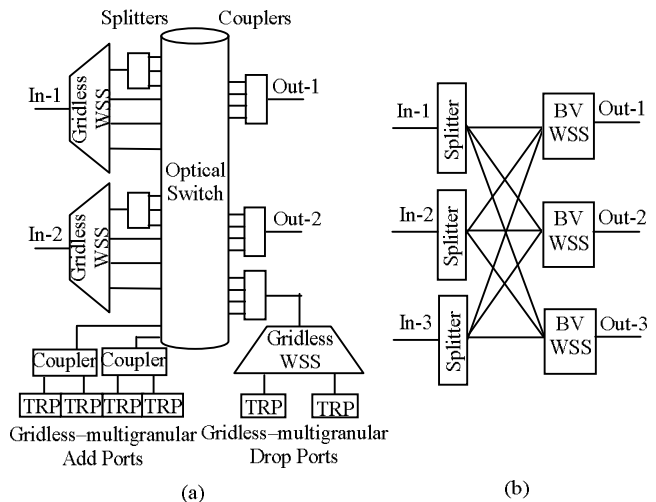 Splitters
Couplers
In-1
Gridless
WSS
Out-1
Optical
Switch
In-2
Gridless
WSS
Out-2
Gridless
WSS
Coupler
Coupler
TRP
TRP
TRP
TRP
TRP
TRP
Gridless–multigranular
Add Ports
Gridless–multigranular
Drop Ports
(a)
In-1
Splitter
BV
WSS
Out-1
In-2
Splitter
BV
WSS
Out-2
In-3
Splitter
BV
WSS
Out-3
(b)